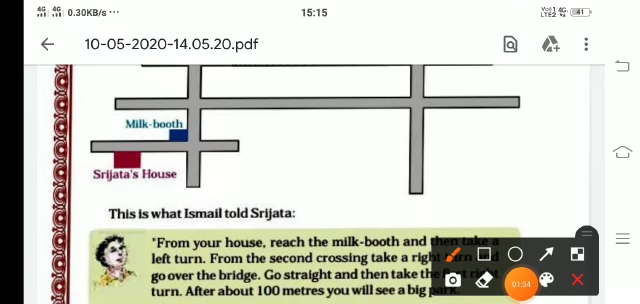 4G 4G 0.30KB/s ··· 15:15 4G 41
10-05-2020-14.05.20.pdf
Milk-booth
Srijata's House
This is what Ismail told Srijata:
"From your house, reach the milk-booth and then take a
left turn. From the second crossing take a right
go over the bridge. Go straight and then take the
turn. After about 100 metres you will see a big
01:34